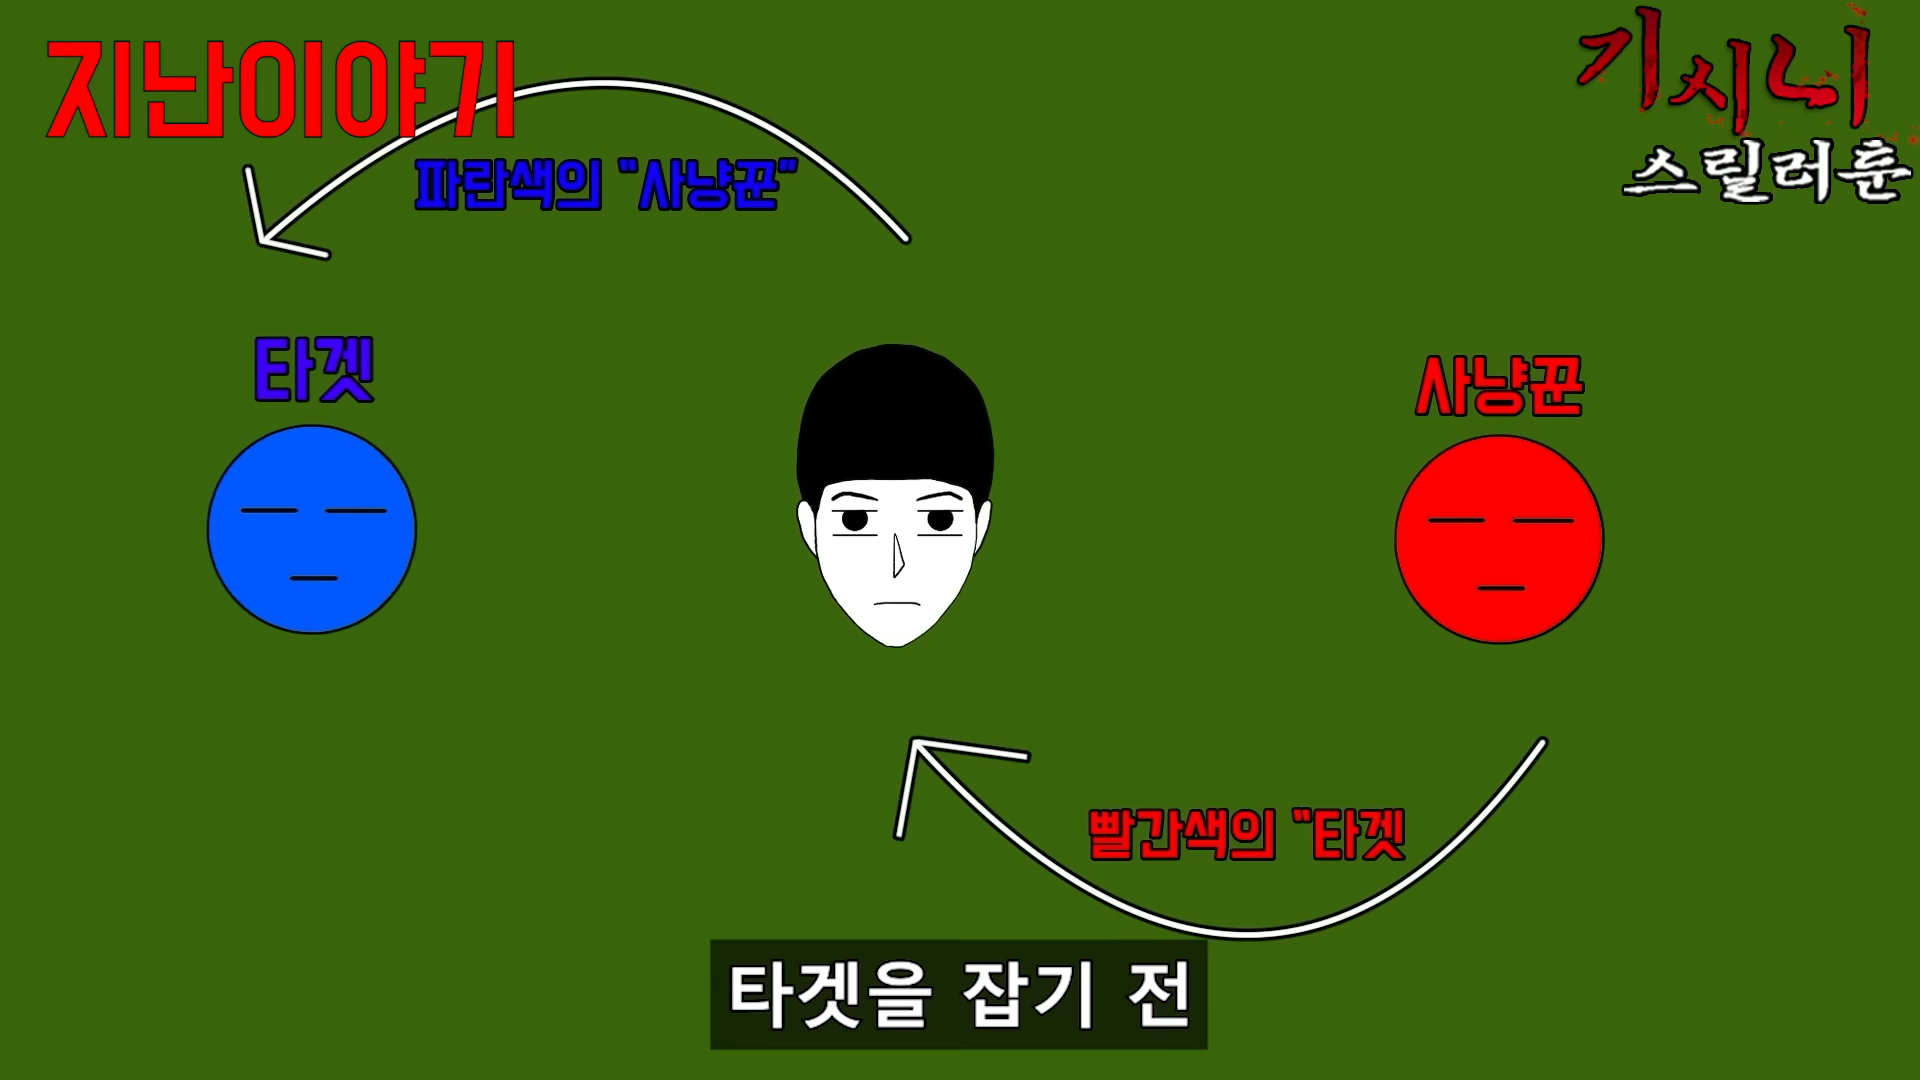 지난이야기
기시니
스릴러툰
파란색의 "사냥꾼"
타겟
사냥꾼
빨간색의 "타겟
타겟을 잡기 전